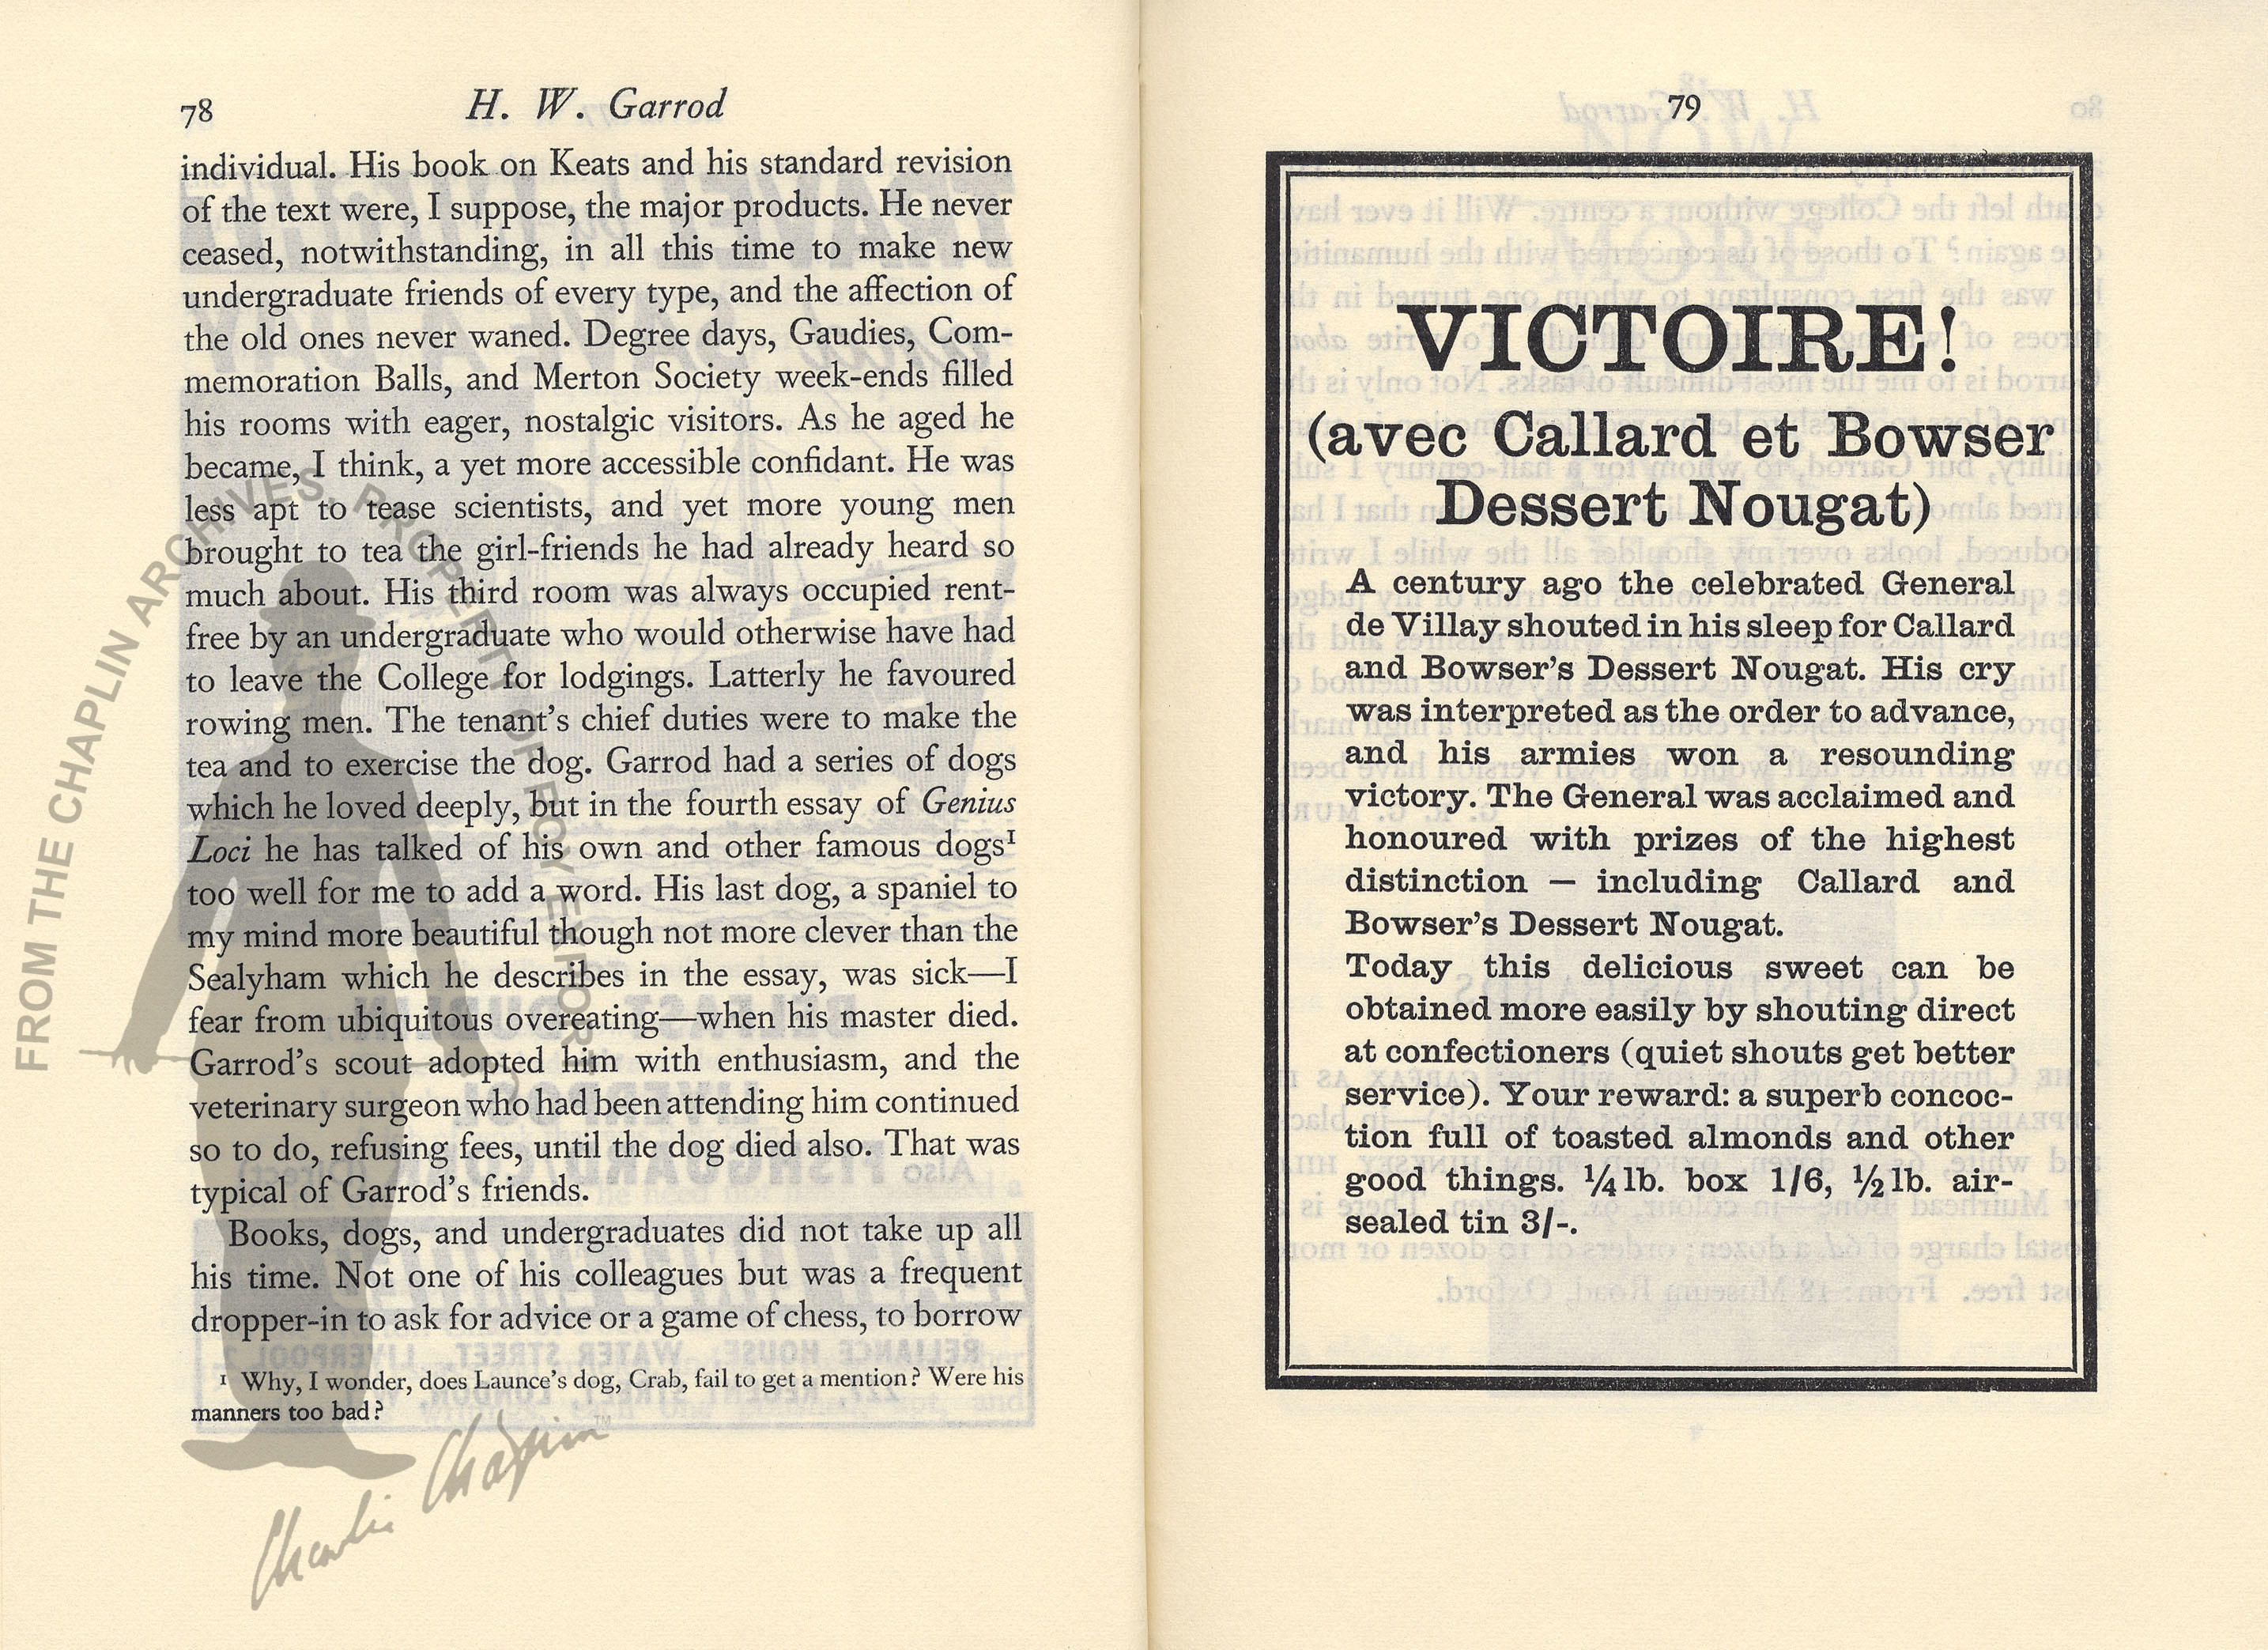 78
H. W. Garrod
individual. His book on Keats and his standard revision
of the text were, I suppose, the major products. He never
ceased, notwithstanding, in all this time to make new
undergraduate friends of every type, and the affection of
the old ones never waned. Degree days, Gaudies, Com-
memoration Balls, and Merton Society week-ends filled
his rooms with eager, nostalgic visitors. As he aged he
became, I think, a yet more accessible confidant. He was
less apt to tease scientists, and yet more young men
brought to tea the girl-friends he had already heard so
much about. His third room was always occupied rent-
free by an undergraduate who would otherwise have had
to leave the College for lodgings. Latterly he favoured
rowing men. The tenant's chief duties were to make the
tea and to exercise the dog. Garrod had a series of dogs
which he loved deeply, but in the fourth essay of Genius
Loci he has talked of his own and other famous dogs¹
too well for me to add a word. His last dog, a spaniel to
my mind more beautiful though not more clever than the
Sealyham which he describes in the essay, was sick—I
fear from ubiquitous overeating—when his master died.
Garrod's scout adopted him with enthusiasm, and the
veterinary surgeon who had been attending him continued
so to do, refusing fees, until the dog died also. That was
typical of Garrod's friends.
Books, dogs, and undergraduates did not take up all
his time. Not one of his colleagues but was a frequent
dropper-in to ask for advice or a game of chess, to borrow
¹ Why, I wonder, does Launce's dog, Crab, fail to get a mention? Were his
manners too bad?
FROM THE CHAPLIN ARCHIVES, PROPERTY OF ROY EXPORT
Charlie Chaplin™
79
VICTOIRE!
(avec Callard et Bowser
Dessert Nougat)
A century ago the celebrated General
de Villay shouted in his sleep for Callard
and Bowser's Dessert Nougat. His cry
was interpreted as the order to advance,
and his armies won a resounding
victory. The General was acclaimed and
honoured with prizes of the highest
distinction – including Callard and
Bowser's Dessert Nougat.
Today this delicious sweet can be
obtained more easily by shouting direct
at confectioners (quiet shouts get better
service). Your reward: a superb concoc-
tion full of toasted almonds and other
good things. ¼ lb. box 1/6, ½ lb. air-
sealed tin 3/-.